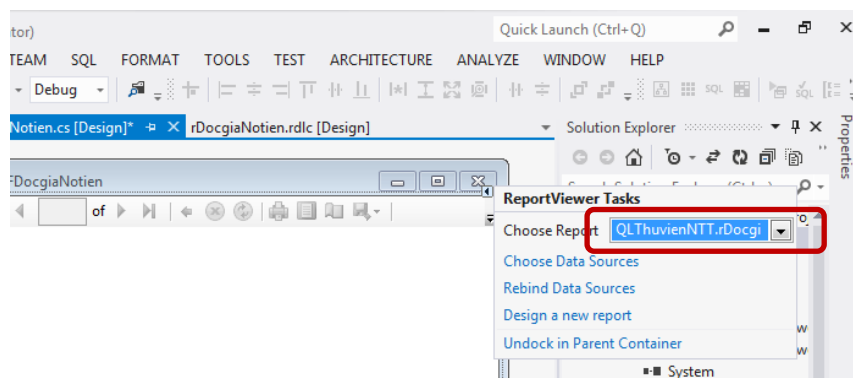 tor)
Quick Launch (Ctrl+Q)
TEAM SQL FORMAT TOOLS TEST ARCHITECTURE ANALYZE WINDOW HELP
Debug
SQL
SQL
Notien.cs [Design]*
rDocgiaNotien.rdlc [Design]
Solution Explorer
Properties
FDocgiaNotien
of
ReportViewer Tasks
Choose Report QLThuvienNTT.rDocgi
Choose Data Sources
Rebind Data Sources
Design a new report
Undock in Parent Container
System